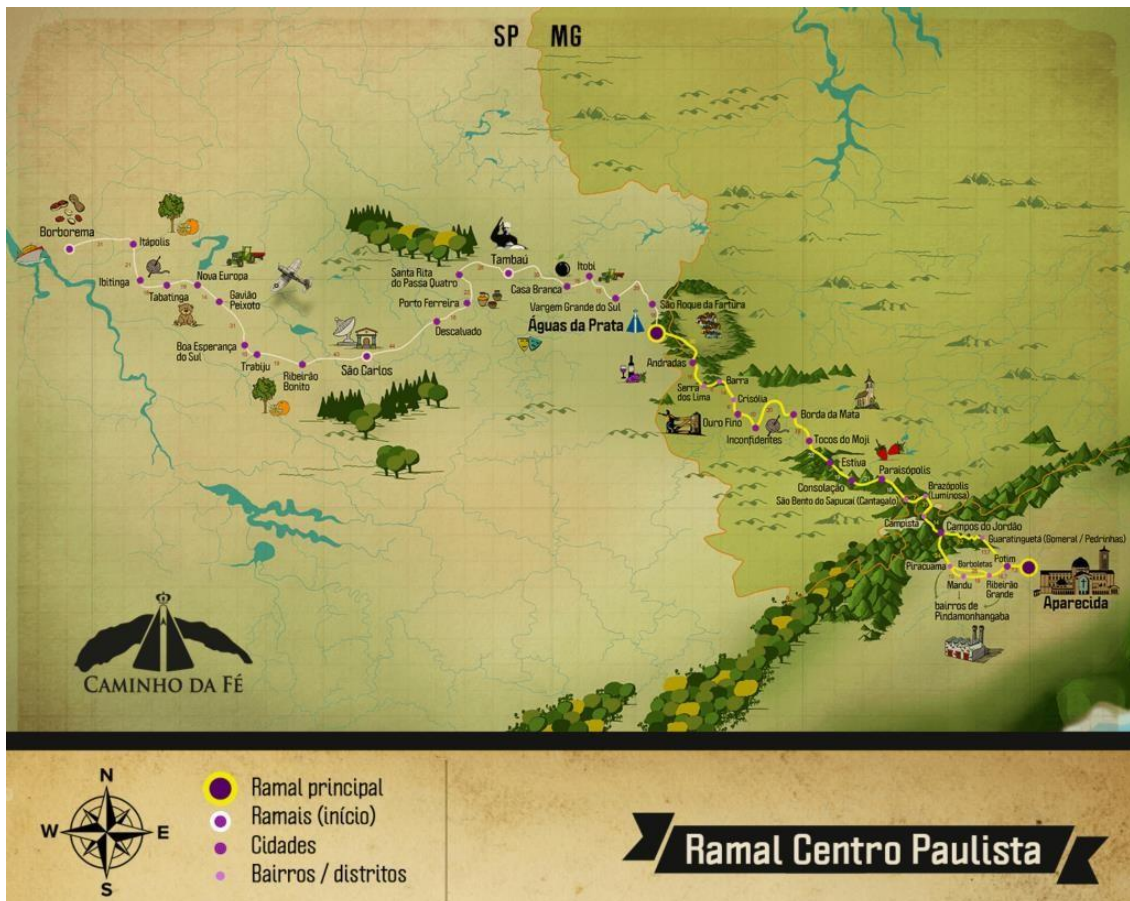 SP MG
Borborema
Itápolis
Ibitinga
Tabatinga
Nova Europa
Gavião
Peixoto
Boa Esperança
do Sul
Trabiju
Ribeirão
Bonito
São Carlos
Descalvado
Porto Ferreira
Santa Rita
do Passa Quatro
Tambaú
Casa Branca
Itobi
Vargem Grande do Sul
São Roque da Fartura
Águas da Prata
Andradas
Serra
dos Lima
Barra
Crisólia
Ouro Fino
Inconfidentes
Borda da Mata
Tocos do Moji
Estiva
Consolação
Paraisópolis
São Bento do Sapucaí (Cantagalo)
Brazópolis
(Luminosa)
Campista
Campos do Jordão
Guaratinguetá (Gomeral / Pedrinhas)
Piracuama
Borboletas
Potim
Mandu
Ribeirão
Grande
bairros de
Pindamonhangaba
Aparecida
CAMINHO DA FÉ
N
W E
S
Ramal principal
Ramais (início)
Cidades
Bairros / distritos
Ramal Centro Paulista